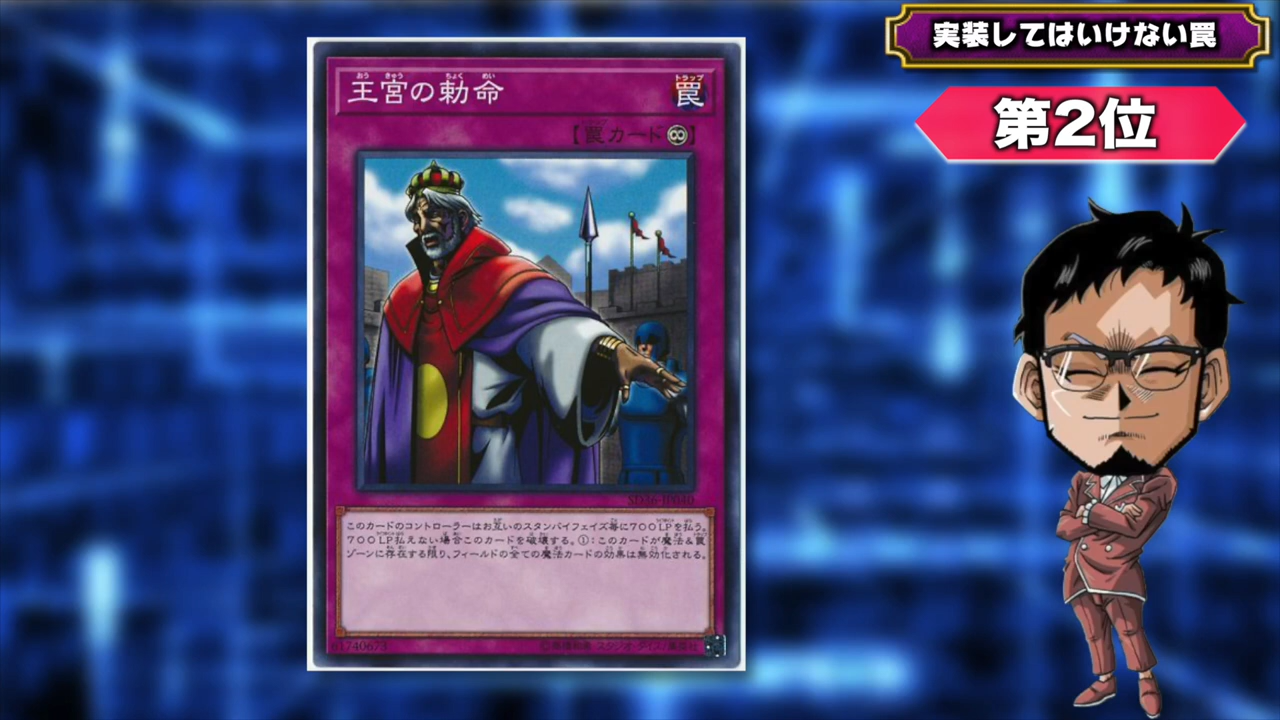 実装してはいけない罠
第2位
王宮の勅命
罠
【罠カード】
SD36-JP040
このカードのコントローラーはお互いのスタンバイフェイズ毎に700LPを払う。
700LP払えない場合このカードを破壊する。①:このカードが魔法&罠
ゾーンに存在する限り、フィールドの全ての魔法カードの効果は無効化される。